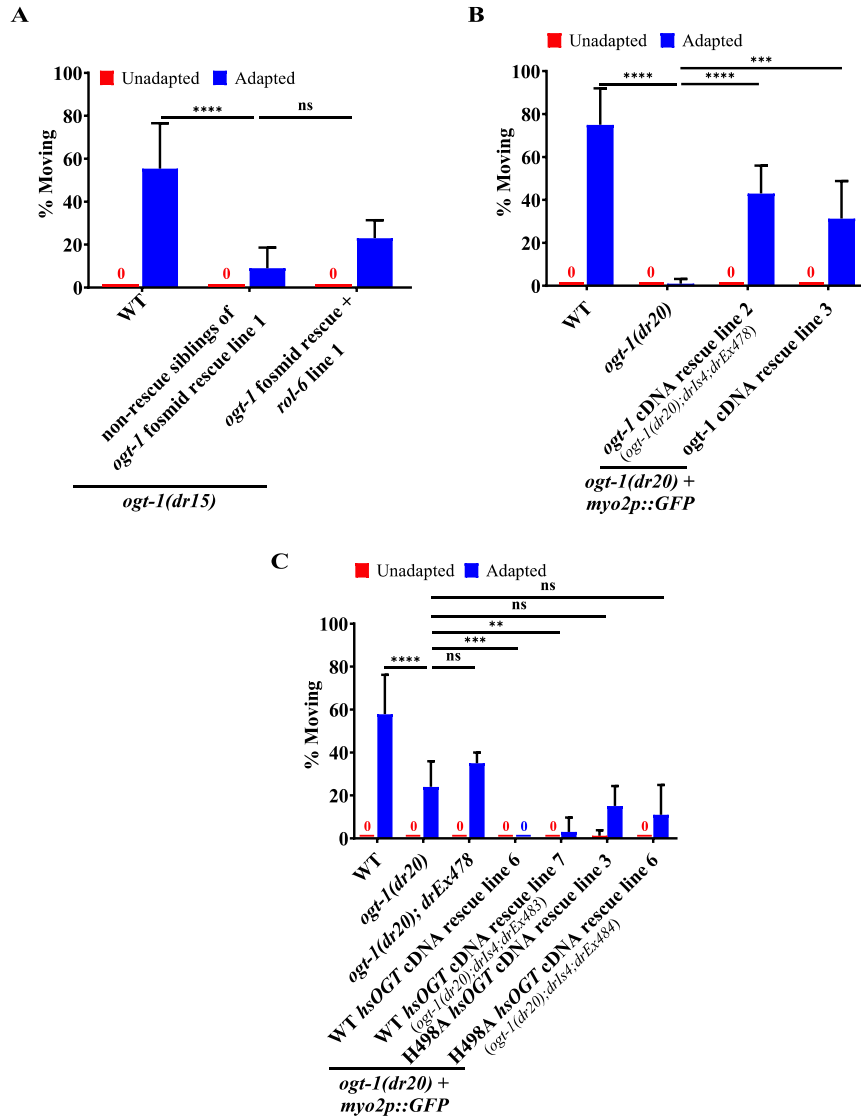 A
Unadapted Adapted
100
80
60
40
20
0
% Moving
****
ns
0
0
0
WT
non-rescue siblings of
ogt-1 fosmid rescue line 1
ogt-1 fosmid rescue +
rol-6 line 1
ogt-1(dr15)
B
Unadapted Adapted
100
80
60
40
20
0
% Moving
***
****
****
0
0
0
0
WT
ogt-1(dr20)
ogt-1 cDNA rescue line 2
(ogt-1(dr20);drIs4;drEx478)
ogt-1 cDNA rescue line 3
ogt-1(dr20) +
myo2p::GFP
C
Unadapted Adapted
100
80
60
40
20
0
% Moving
ns
ns
**
***
****
ns
0
0
0
0
0
0
0
WT
ogt-1(dr20)
ogt-1(dr20); drEx478
WT hsOGT cDNA rescue line 6
WT hsOGT cDNA rescue line 7
(ogt-1(dr20);drIs4;drEx483)
H498A hsOGT cDNA rescue line 3
H498A hsOGT cDNA rescue line 6
(ogt-1(dr20);drIs4;drEx484)
ogt-1(dr20) +
myo2p::GFP